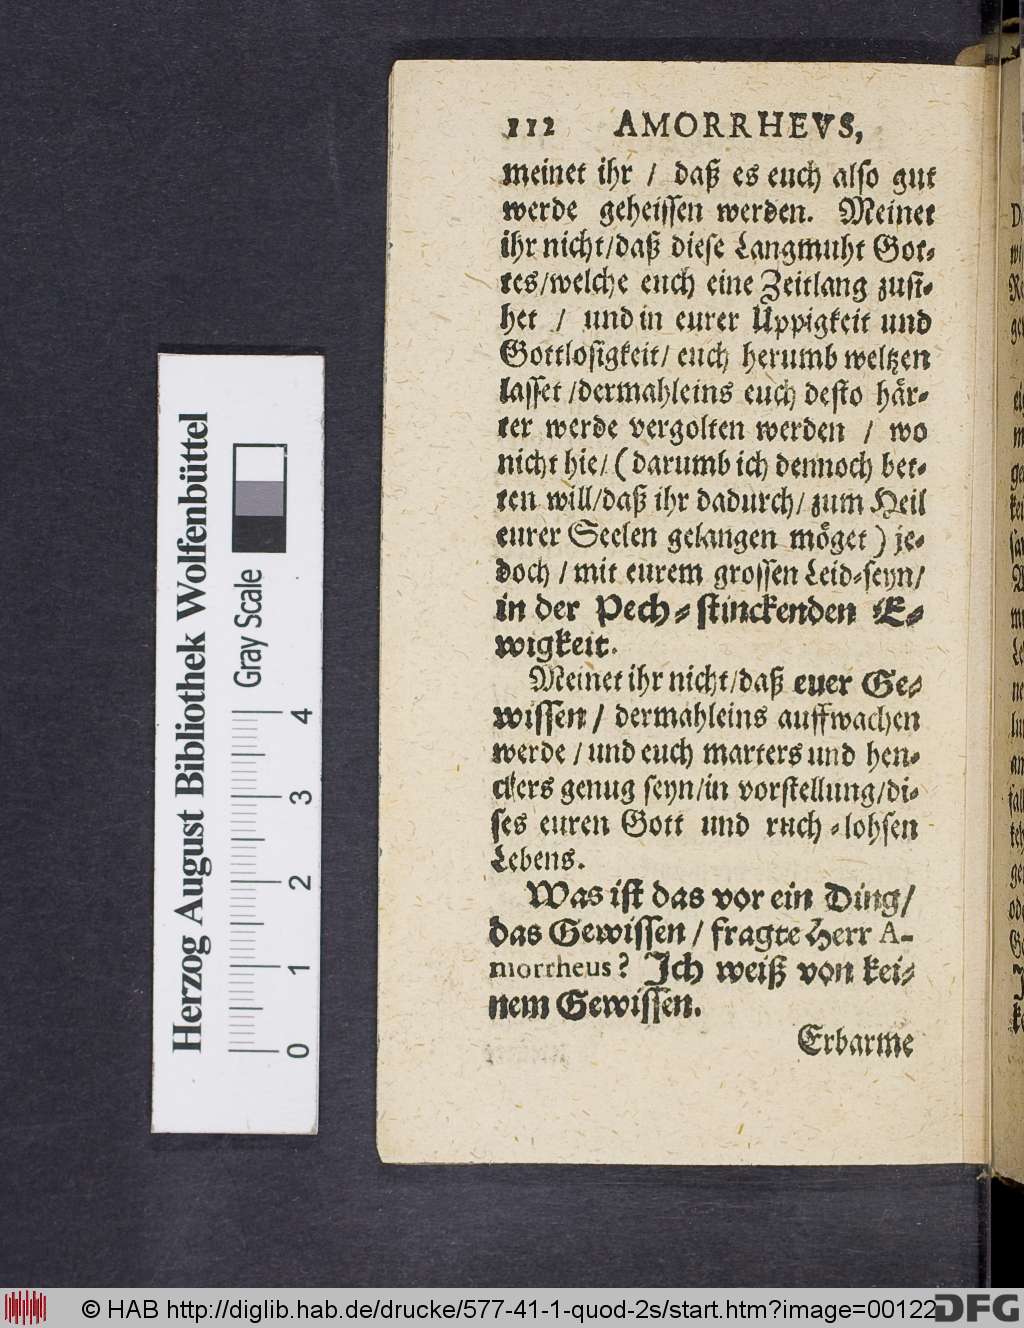 112 AMORRHEVS,
meinet ihr / daß es euch also gut
werde geheissen werden. Meinet
ihr nicht/daß diese Langmuht Got-
tes/welche euch eine Zeitlang zusi-
het / und in eurer Üppigkeit und
Gottlosigkeit/ euch herumb weltzen
lasset /dermahleins euch desto här-
ter werde vergolten werden / wo
nicht hie/ (darumb ich dennoch bet-
ten will/daß ihr dadurch/ zum Heil
eurer Seelen gelangen möget) je-
doch / mit eurem grossen Leid-seyn/
in der Pech-stinckenden E-
wigkeit.
Meinet ihr nicht/daß euer Ge-
wissen / dermahleins auffwachen
werde / und euch marters und hen-
ckers genug seyn/in vorstellung/di-
ses euren Gott und ruch-lohsen
Lebens.
Was ist das vor ein Ding/
das Gewissen / fragte Herr A-
morrheus? Ich weiß von kei-
nem Gewissen.
Erbarme
Herzog August Bibliothek Wolfenbüttel
Gray Scale
0 1 2 3 4
© HAB http://diglib.hab.de/drucke/577-41-1-quod-2s/start.htm?image=00122
DFG